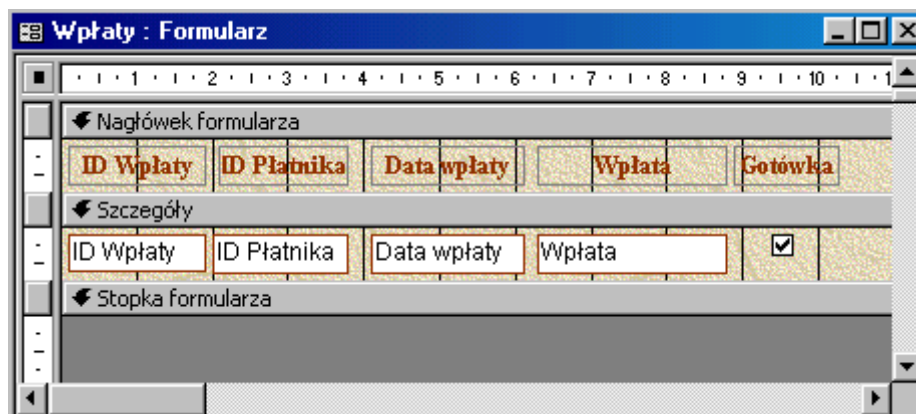 Wpłaty : Formularz
1 2 3 4 5 6 7 8 9 10 1
Nagłówek formularza
ID Wpłaty ID Płatnika Data wpłaty Wpłata Gotówka
Szczegóły
ID Wpłaty ID Płatnika Data wpłaty Wpłata
Stopka formularza